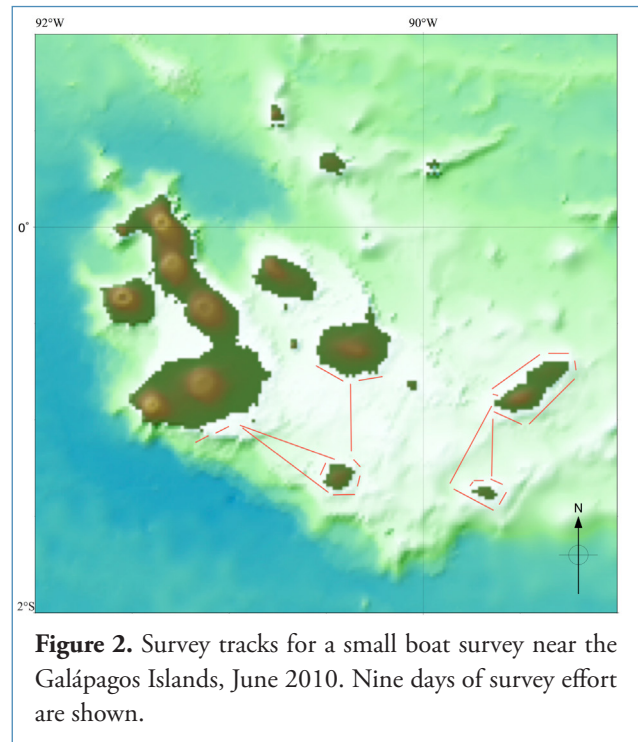 92°W
90°W
0°
N
2°S
Figure 2. Survey tracks for a small boat survey near the
Galápagos Islands, June 2010. Nine days of survey effort
are shown.